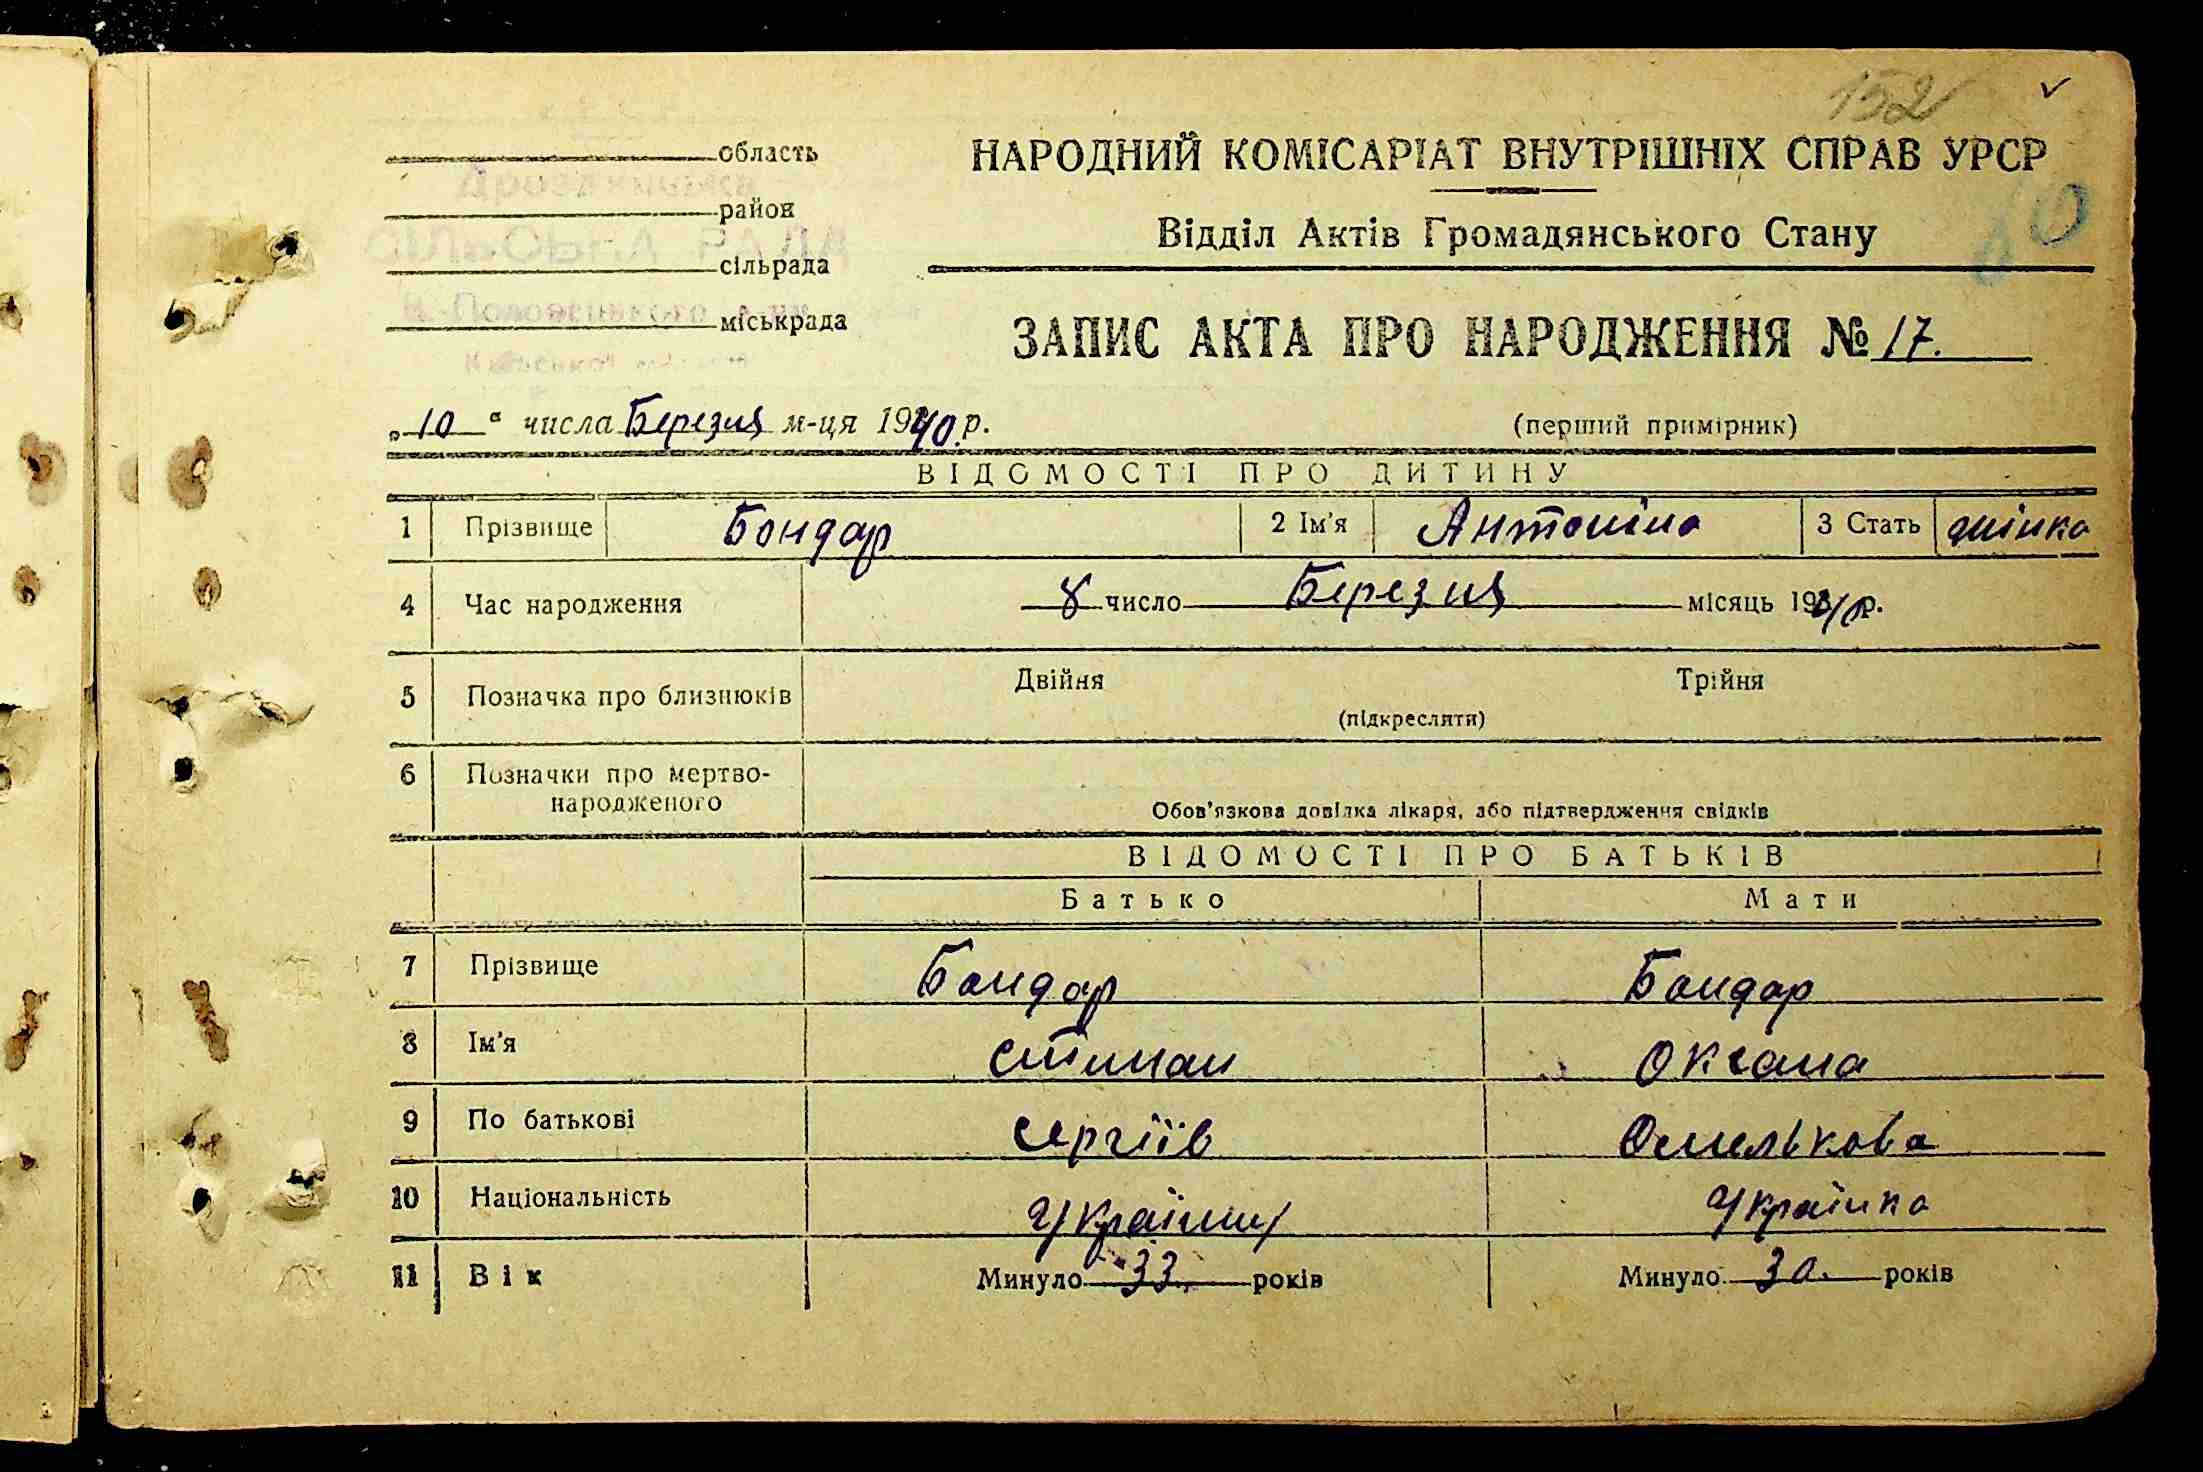 152
область
НАРОДНИЙ КОМІСАРІАТ ВНУТРІШНІХ СПРАВ УРСР
район
СІЛЬСЬКА РАДА
Відділ Актів Громадянського Стану
сільрада
міськрада
ЗАПИС АКТА ПРО НАРОДЖЕННЯ № 17.
„10“ числа Березня м-ця 1940 р.
(перший примірник)
ВІДОМОСТІ ПРО ДИТИНУ
1 Прізвище Бондар 2 Ім'я Антоніна 3 Стать жінка
4 Час народження 8 число Березня місяць 1940 р.
5 Позначка про близнюків Двійня Трійня
(підкреслити)
6 Позначки про мертво-
народженого
Обов'язкова довідка лікаря, або підтвердження свідків
ВІДОМОСТІ ПРО БАТЬКІВ
Батько Мати
7 Прізвище Бондар Бондар
8 Ім'я Стипан Оксана
9 По батькові Сергіїв Омелькова
10 Національність Українец Українка
11 Вік Минуло 33. років Минуло 30. років